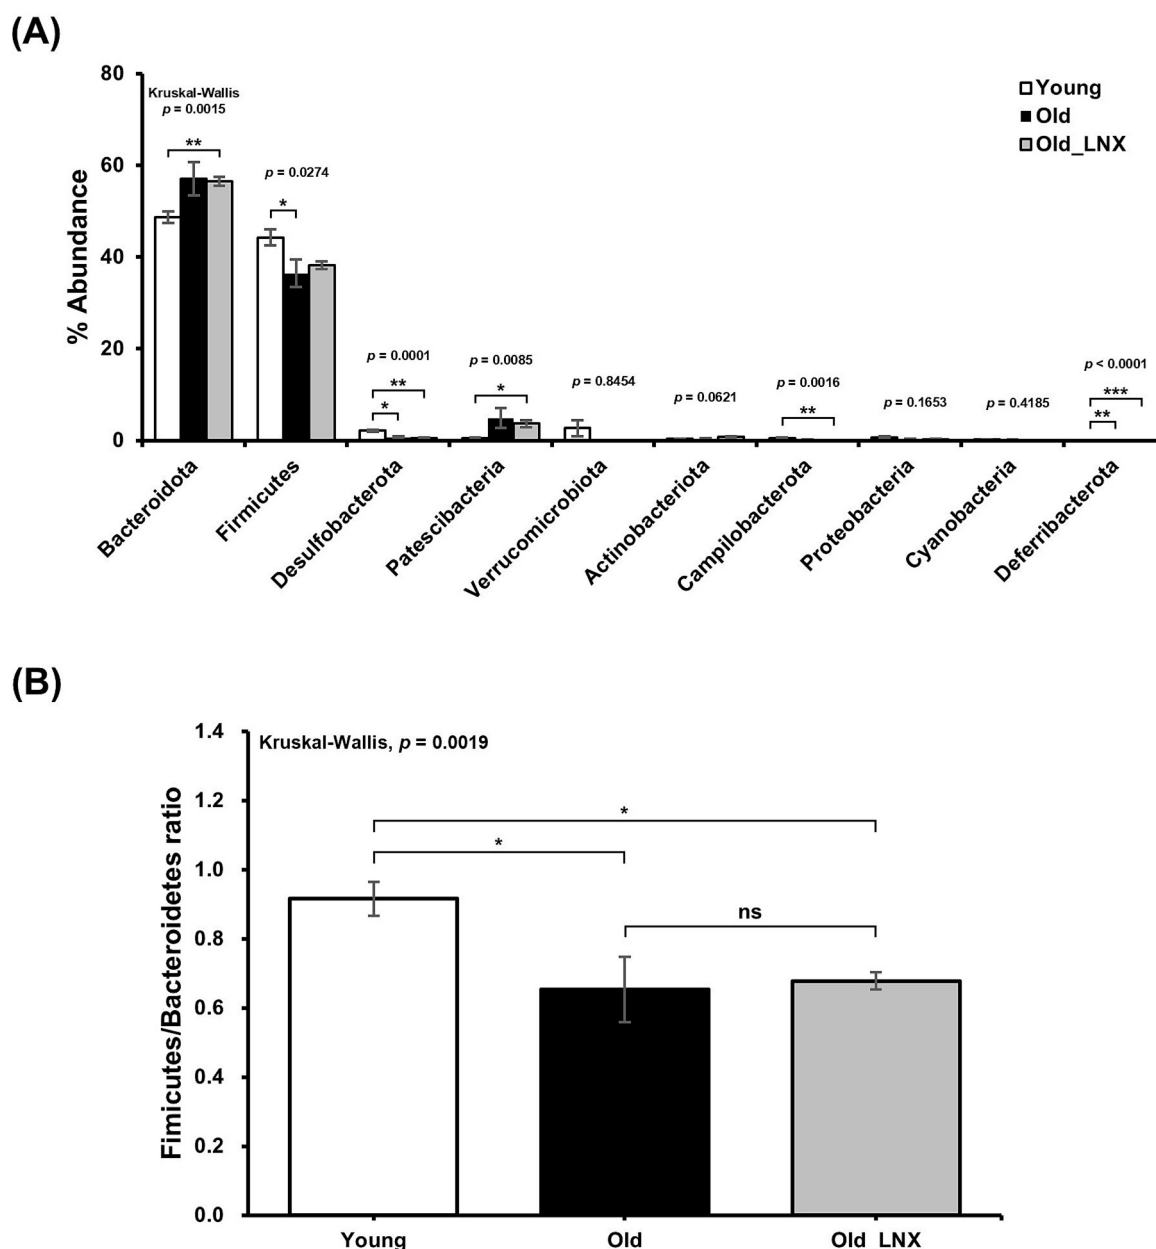 (A)
80
60
40
20
0
% Abundance
Kruskal-Wallis
p = 0.0015
**
p = 0.0274
*
p = 0.0001
**
*
p = 0.0085
*
p = 0.8454
p = 0.0621
p = 0.0016
**
p = 0.1653
p = 0.4185
p < 0.0001
***
**
Young
Old
Old_LNX
Bacteroidota
Firmicutes
Desulfobacterota
Patescibacteria
Verrucomicrobiota
Actinobacteriota
Campilobacterota
Proteobacteria
Cyanobacteria
Deferribacterota
(B)
1.4
1.2
1.0
0.8
0.6
0.4
0.2
0.0
Fimicutes/Bacteroidetes ratio
Kruskal-Wallis, p = 0.0019
*
*
ns
Young
Old
Old_LNX